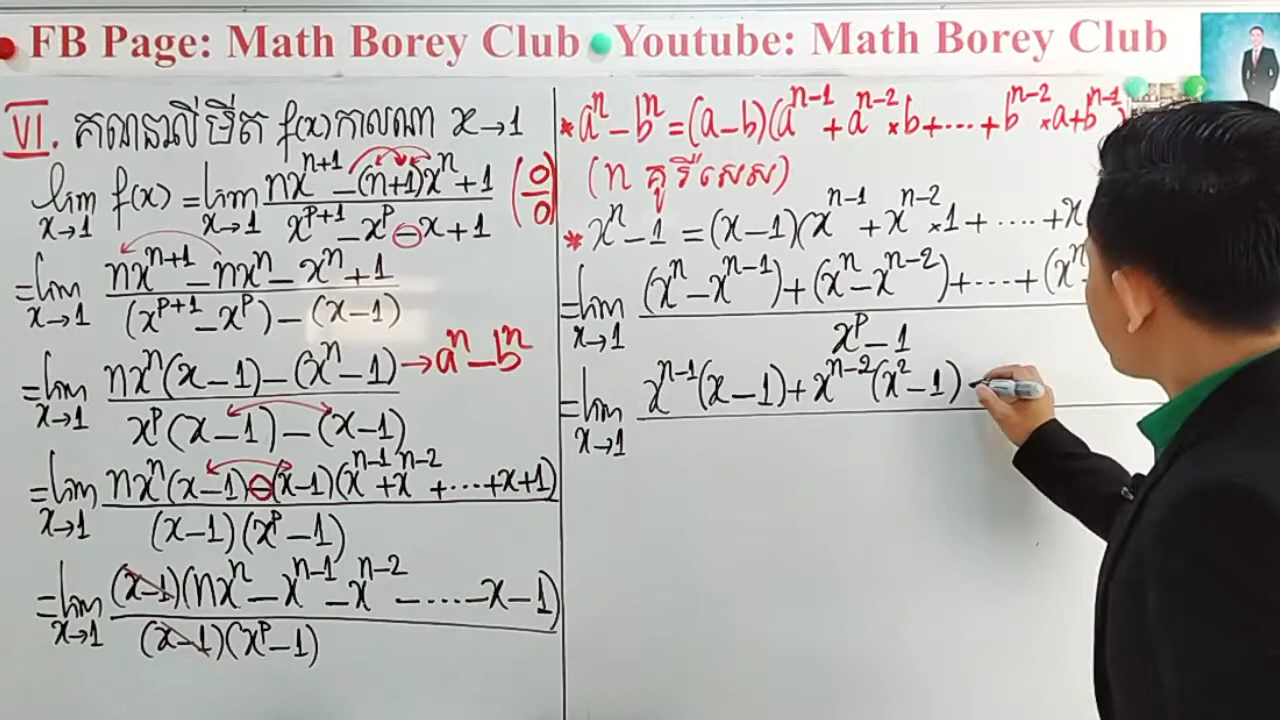 FB Page: Math Borey Club Youtube: Math Borey Club
VI. គណនាលីមីត f(x) កាលណា x→1
lim x→1 f(x) = lim x→1 (nx^(n+1) − (n+1)x^n + 1)/(x^(p+1) − x^p − x + 1) (0/0)
= lim x→1 (nx^(n+1) − nx^n − x^n + 1)/((x^(p+1) − x^p) − (x−1))
= lim x→1 (nx^n(x−1) − (x^n − 1))/(x^p(x−1) − (x−1)) → a^n − b^n
= lim x→1 (nx^n(x−1) − (x−1)(x^(n-1) + x^(n-2) + .... + x + 1))/((x−1)(x^p − 1))
= lim x→1 ((x−1)(nx^n − x^(n-1) − x^(n-2) − .... − x − 1))/((x−1)(x^p − 1))
* a^n − b^n = (a−b)(a^(n-1) + a^(n-2) × b + .... + b^(n-2) × a + b^(n-1))
(n គូ រឺ សេស)
* x^n − 1 = (x−1)(x^(n-1) + x^(n-2) × 1 + ..... + x
= lim x→1 ((x^n − x^(n-1)) + (x^n − x^(n-2)) + .... + (x^n)/(x^p − 1)
= lim x→1 x^(n-1)(x−1) + x^(n-2)(x^2 − 1)